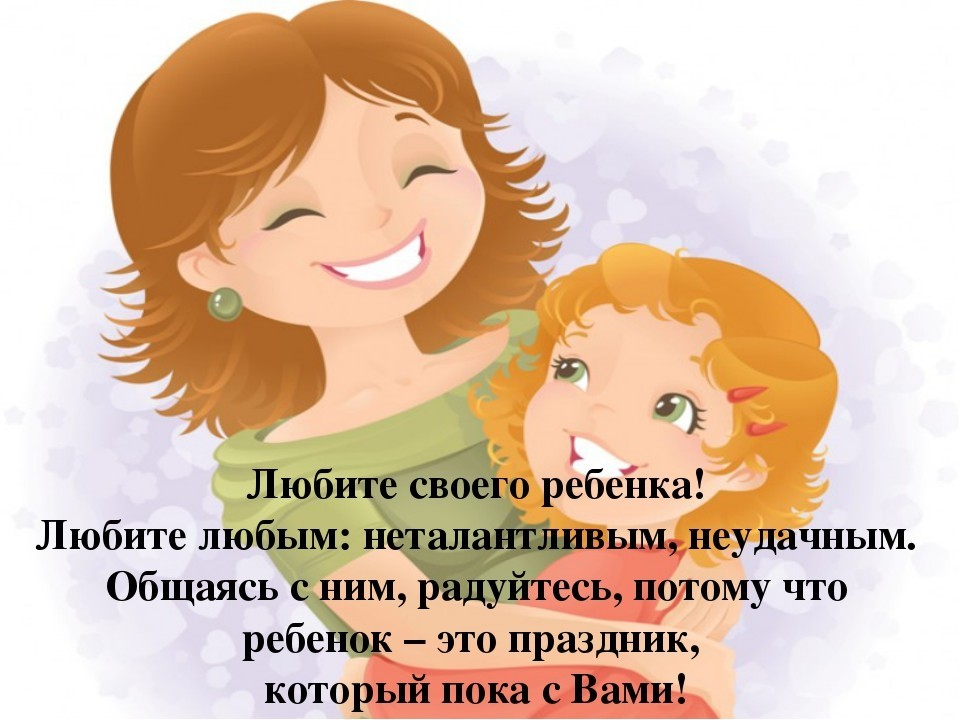 Любите своего ребенка!
Любите любым: неталантливым, неудачным.
Общаясь с ним, радуйтесь, потому что
ребенок – это праздник,
который пока с Вами!